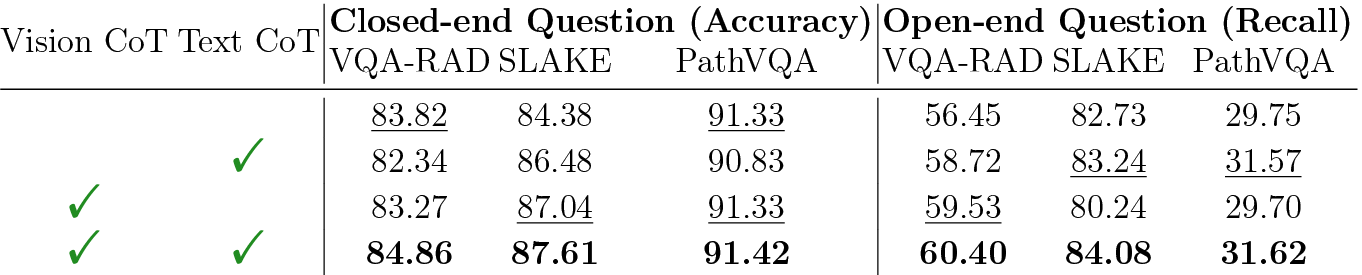 Vision CoT Text CoT Closed-end Question (Accuracy) Open-end Question (Recall)
VQA-RAD SLAKE PathVQA VQA-RAD SLAKE PathVQA
83.82 84.38 91.33 56.45 82.73 29.75
✓ 82.34 86.48 90.83 58.72 83.24 31.57
✓ 83.27 87.04 91.33 59.53 80.24 29.70
✓ ✓ 84.86 87.61 91.42 60.40 84.08 31.62